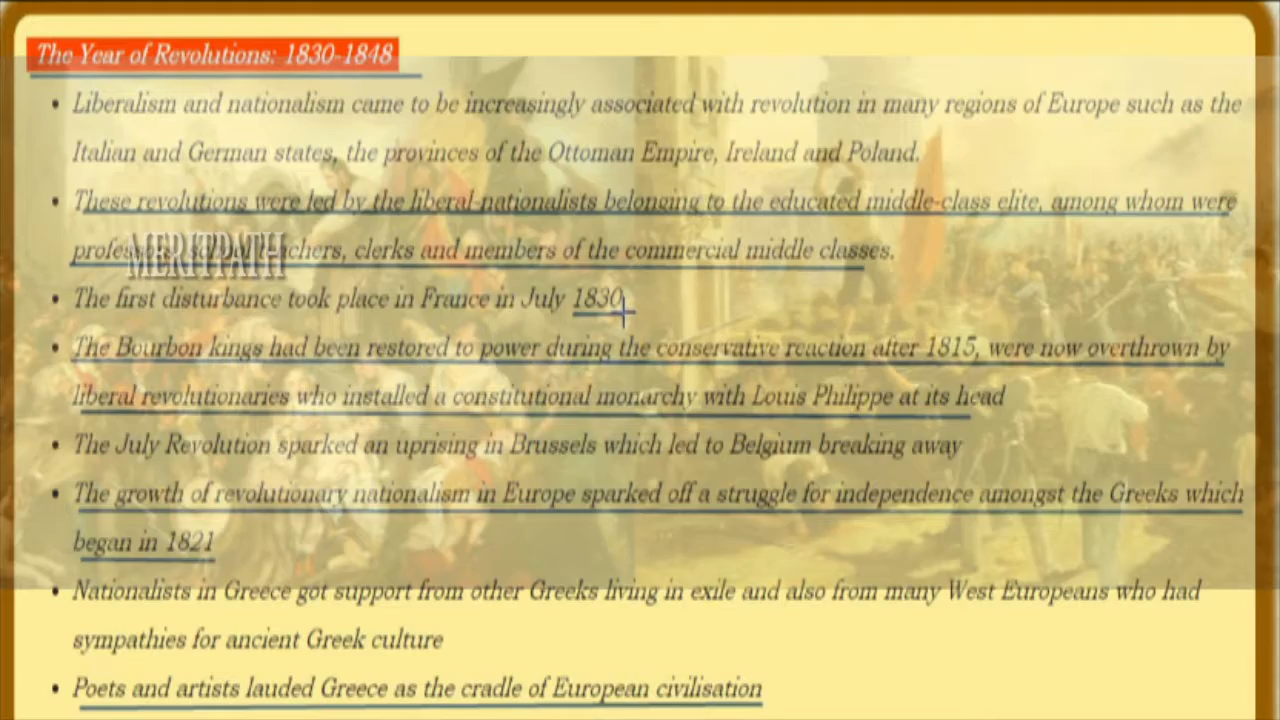 The Year of Revolutions: 1830-1848
• Liberalism and nationalism came to be increasingly associated with revolution in many regions of Europe such as the
Italian and German states, the provinces of the Ottoman Empire, Ireland and Poland.
• These revolutions were led by the liberal-nationalists belonging to the educated middle-class elite, among whom were
teachers, clerks and members of the commercial middle classes.
MERITPATH
• The first disturbance took place in France in July 1830
• The Bourbon kings had been restored to power during the conservative reaction after 1815, were now overthrown by
liberal revolutionaries who installed a constitutional monarchy with Louis Philippe at its head
• The July Revolution sparked an uprising in Brussels which led to Belgium breaking away
• The growth of revolutionary nationalism in Europe sparked off a struggle for independence amongst the Greeks which
began in 1821
• Nationalists in Greece got support from other Greeks living in exile and also from many West Europeans who had
sympathies for ancient Greek culture
• Poets and artists lauded Greece as the cradle of European civilisation